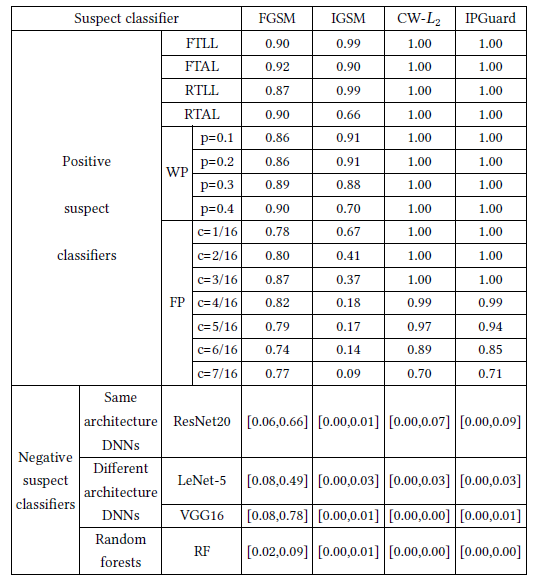 Suspect classifier FGSM IGSM CW-L2 IPGuard
Positive suspect classifiers
FTLL 0.90 0.99 1.00 1.00
FTAL 0.92 0.90 1.00 1.00
RTLL 0.87 0.99 1.00 1.00
RTAL 0.90 0.66 1.00 1.00
WP
p=0.1 0.86 0.91 1.00 1.00
p=0.2 0.86 0.91 1.00 1.00
p=0.3 0.89 0.88 1.00 1.00
p=0.4 0.90 0.70 1.00 1.00
FP
c=1/16 0.78 0.67 1.00 1.00
c=2/16 0.80 0.41 1.00 1.00
c=3/16 0.87 0.37 1.00 1.00
c=4/16 0.82 0.18 0.99 0.99
c=5/16 0.79 0.17 0.97 0.94
c=6/16 0.74 0.14 0.89 0.85
c=7/16 0.77 0.09 0.70 0.71
Negative suspect classifiers
Same architecture DNNs
ResNet20 [0.06,0.66] [0.00,0.01] [0.00,0.07] [0.00,0.09]
Different architecture DNNs
LeNet-5 [0.08,0.49] [0.00,0.03] [0.00,0.03] [0.00,0.03]
VGG16 [0.08,0.78] [0.00,0.01] [0.00,0.00] [0.00,0.01]
Random forests
RF [0.02,0.09] [0.00,0.01] [0.00,0.00] [0.00,0.00]